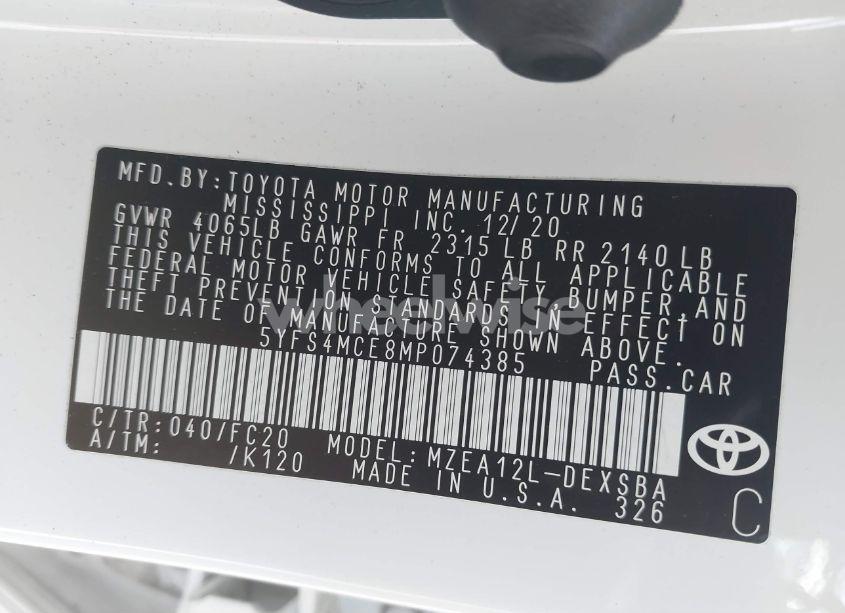 MFD.BY:TOYOTA MOTOR MANUFACTURING
MISSISSIPPI INC. 12/20
GVWR 4065LB GAWR FR 2315 LB RR 2140 LB
THIS VEHICLE CONFORMS TO ALL APPLICABLE
FEDERAL MOTOR VEHICLE SAFETY, BUMPER, AND
THEFT PREVENTION STANDARDS IN EFFECT ON
THE DATE OF MANUFACTURE SHOWN ABOVE.
5YFS4MCE8MP074385 PASS.CAR
C/TR:040/FC20 MODEL:MZEA12L-DEXSBA
A/TM: /K120 MADE IN U.S.A. 326
C
wheelwise